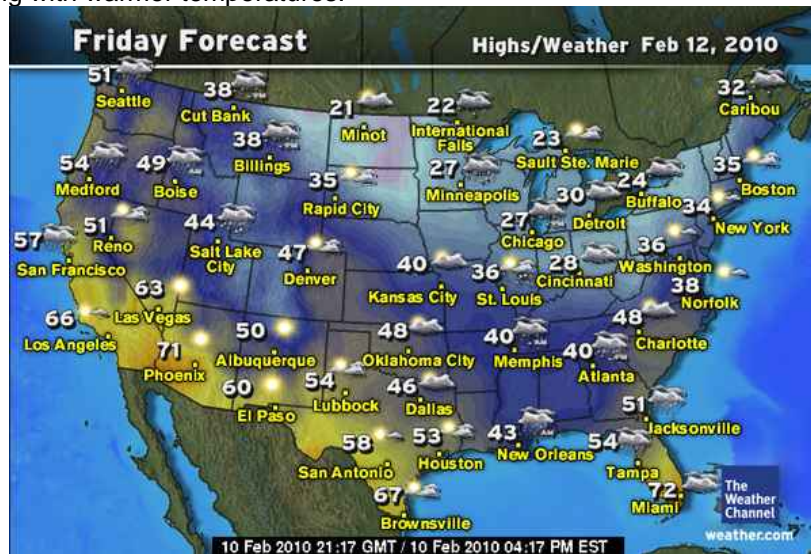 ng with warmer temperatures.
Friday Forecast
Highs/Weather Feb 12, 2010
51
Seattle
38
Cut Bank
21
Minot
22
International
Falls
32
Caribou
38
Billings
23
Sault Ste. Marie
54
Medford
49
Boise
35
Rapid City
27
Minneapolis
30
Detroit
24
Buffalo
35
Boston
34
New York
57
San Francisco
51
Reno
44
Salt Lake
City
47
Denver
40
Kansas City
27
Chicago
36
St. Louis
28
Cincinnati
36
Washington
38
Norfolk
63
Las Vegas
66
Los Angeles
71
Phoenix
50
Albuquerque
48
Oklahoma City
40
Memphis
40
Atlanta
48
Charlotte
60
El Paso
54
Lubbock
46
Dallas
51
Jacksonville
58
San Antonio
53
Houston
43
New Orleans
AM
54
Tampa
72
Miami
67
Brownsville
The
Weather
Channel
weather.com
10 Feb 2010 21:17 GMT / 10 Feb 2010 04:17 PM EST